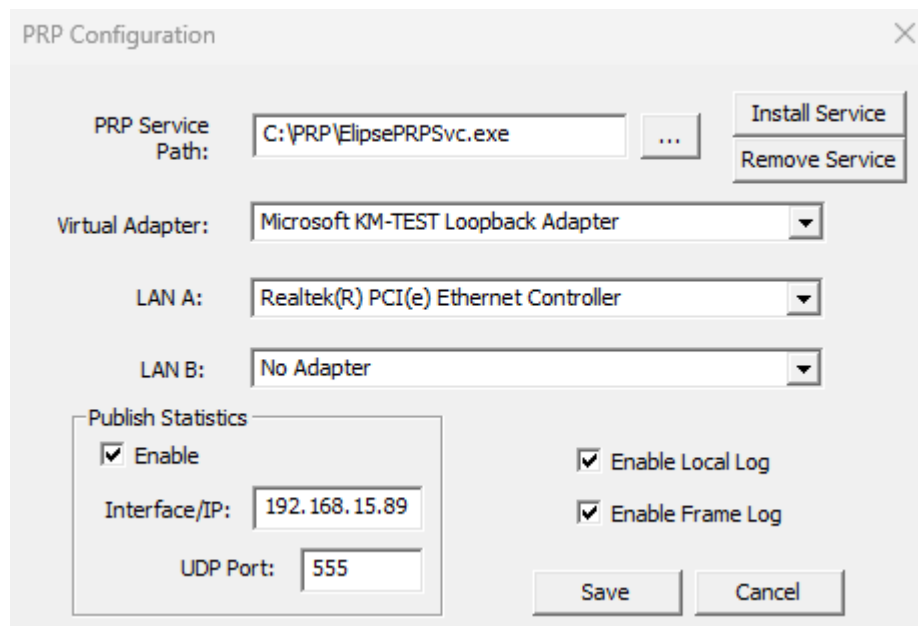 PRP Configuration
PRP Service
Path:
C:\PRP\ElipsePRPSvc.exe
...
Install Service
Remove Service
Virtual Adapter:
Microsoft KM-TEST Loopback Adapter
LAN A:
Realtek(R) PCI(e) Ethernet Controller
LAN B:
No Adapter
Publish Statistics
Enable
Interface/IP:
192.168.15.89
UDP Port:
555
Enable Local Log
Enable Frame Log
Save
Cancel